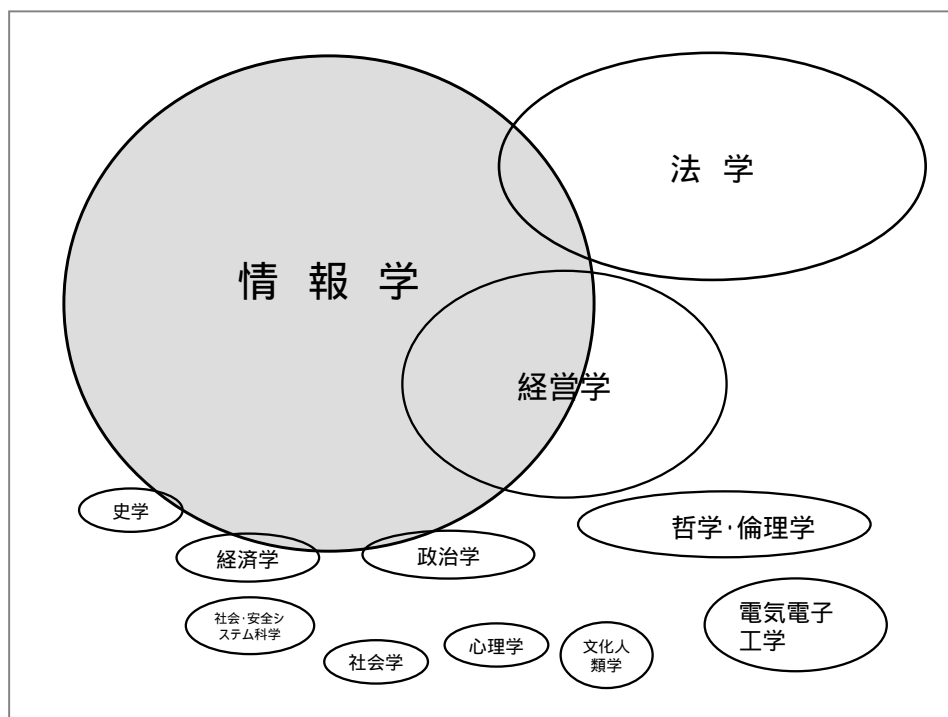 法 学
情 報 学
経営学
史学
経済学
政治学
哲学・倫理学
社会・安全シ
ステム科学
社会学
心理学
文化人
類学
電気電子
工学